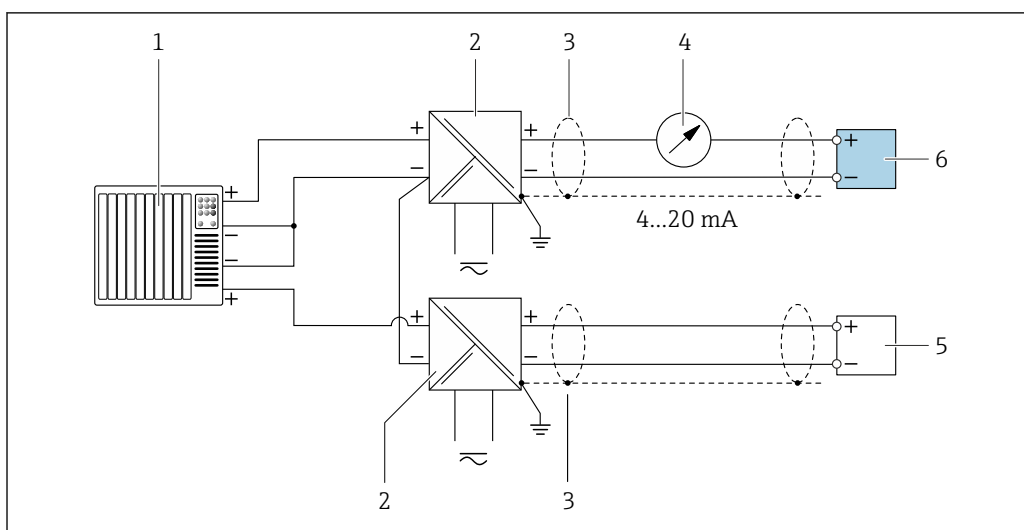 1 2 3 4
+ +
+ − − + − 6
4...20 mA
−
−
+
+ + +
− − − 5
2 3